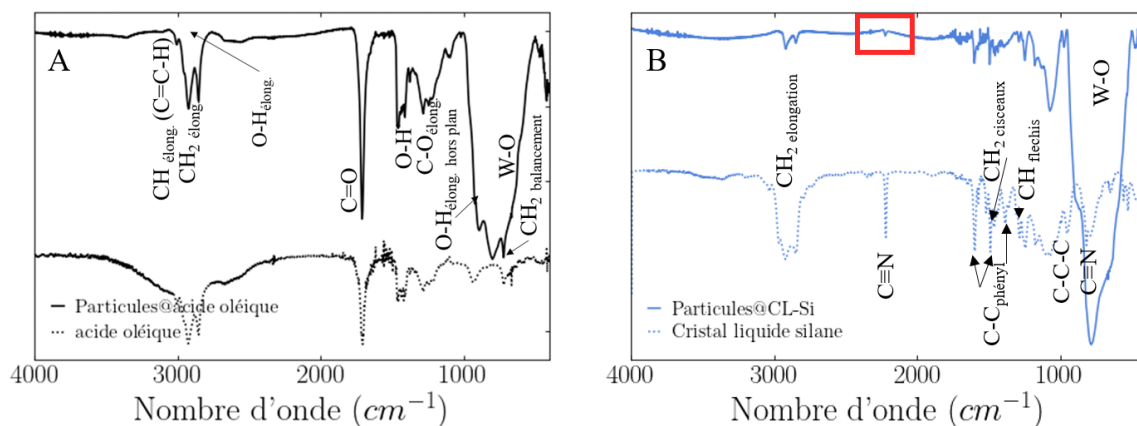 A
CH élong. (C=C-H)
CH2 élong.
O-Hélong.
C=O
O-H
C-Oélong.
O-Hélong. hors plan
W-O
CH2 balancement
Particules@acide oléique
acide oléique
4000 3000 2000 1000
Nombre d'onde (cm⁻¹)
B
CH2 elongation
C≡N
C-Cphényl
CH2 cisceaux
CH flechis
C-C-C
C≡N
W-O
Particules@CL-Si
Cristal liquide silane
4000 3000 2000 1000
Nombre d'onde (cm⁻¹)